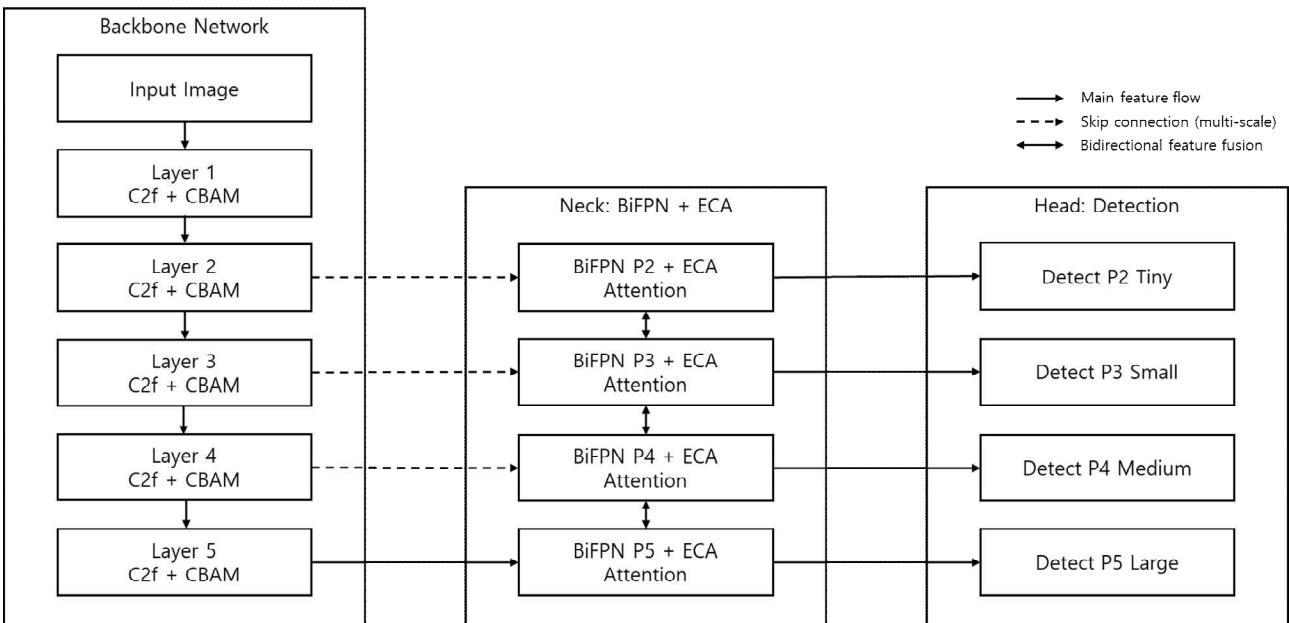 Backbone Network
Input Image
Layer 1
C2f + CBAM
Layer 2
C2f + CBAM
Layer 3
C2f + CBAM
Layer 4
C2f + CBAM
Layer 5
C2f + CBAM
Neck: BiFPN + ECA
BiFPN P2 + ECA
Attention
BiFPN P3 + ECA
Attention
BiFPN P4 + ECA
Attention
BiFPN P5 + ECA
Attention
Main feature flow
Skip connection (multi-scale)
Bidirectional feature fusion
Head: Detection
Detect P2 Tiny
Detect P3 Small
Detect P4 Medium
Detect P5 Large